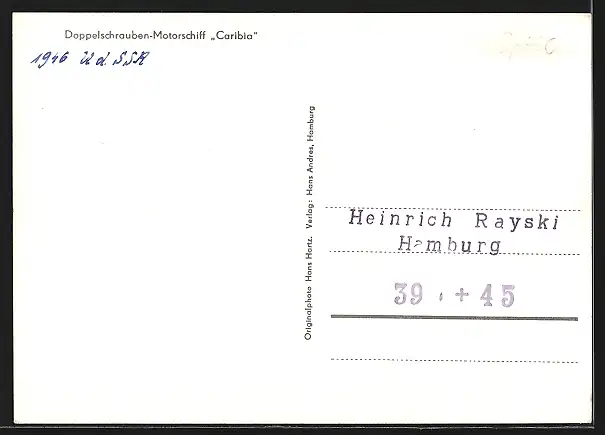 Doppelschrauben-Motorschiff „Caribia“
1946 U d. SSR
Originalphoto Hans Hartz. Verlag: Hans Andres, Hamburg
Heinrich Rayski
Hamburg
39 . + 45